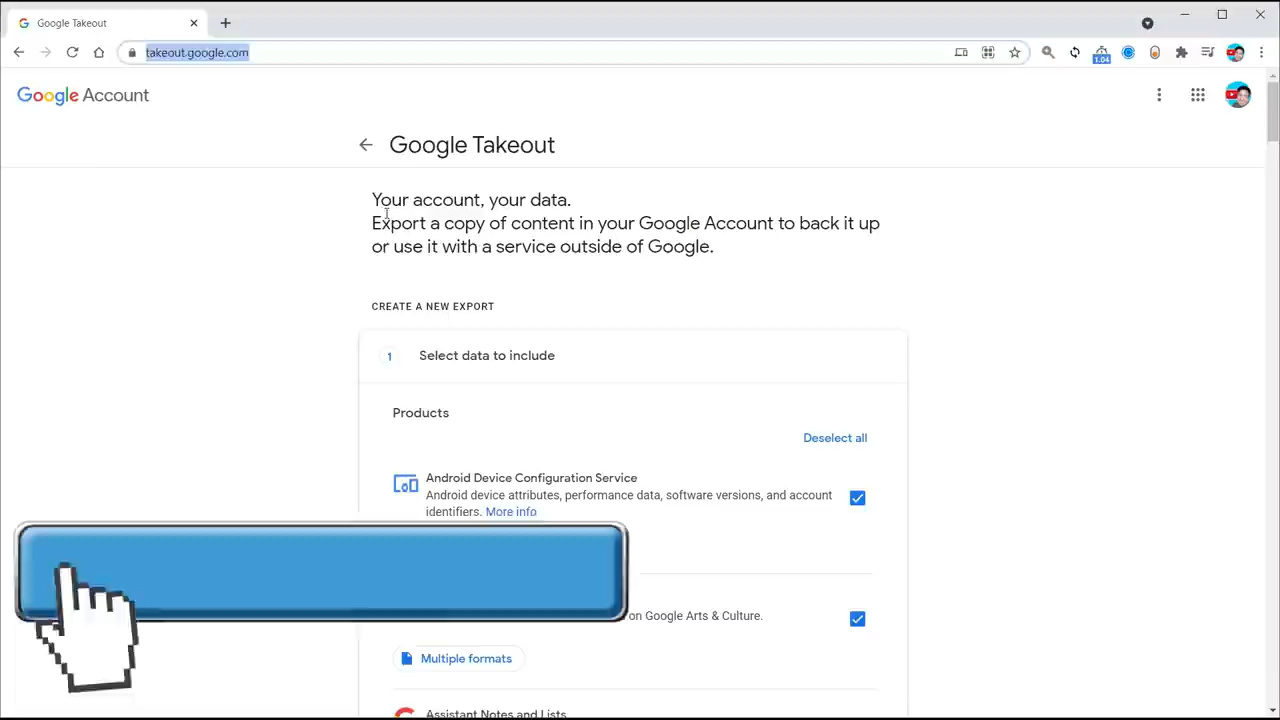 Google Takeout
takeout.google.com
1.04
Google Account
Google Takeout
Your account, your data.
Export a copy of content in your Google Account to back it up
or use it with a service outside of Google.
CREATE A NEW EXPORT
1 Select data to include
Products
Deselect all
Android Device Configuration Service
Android device attributes, performance data, software versions, and account
identifiers. More info
on Google Arts & Culture.
Multiple formats
Assistant Notes and Lists